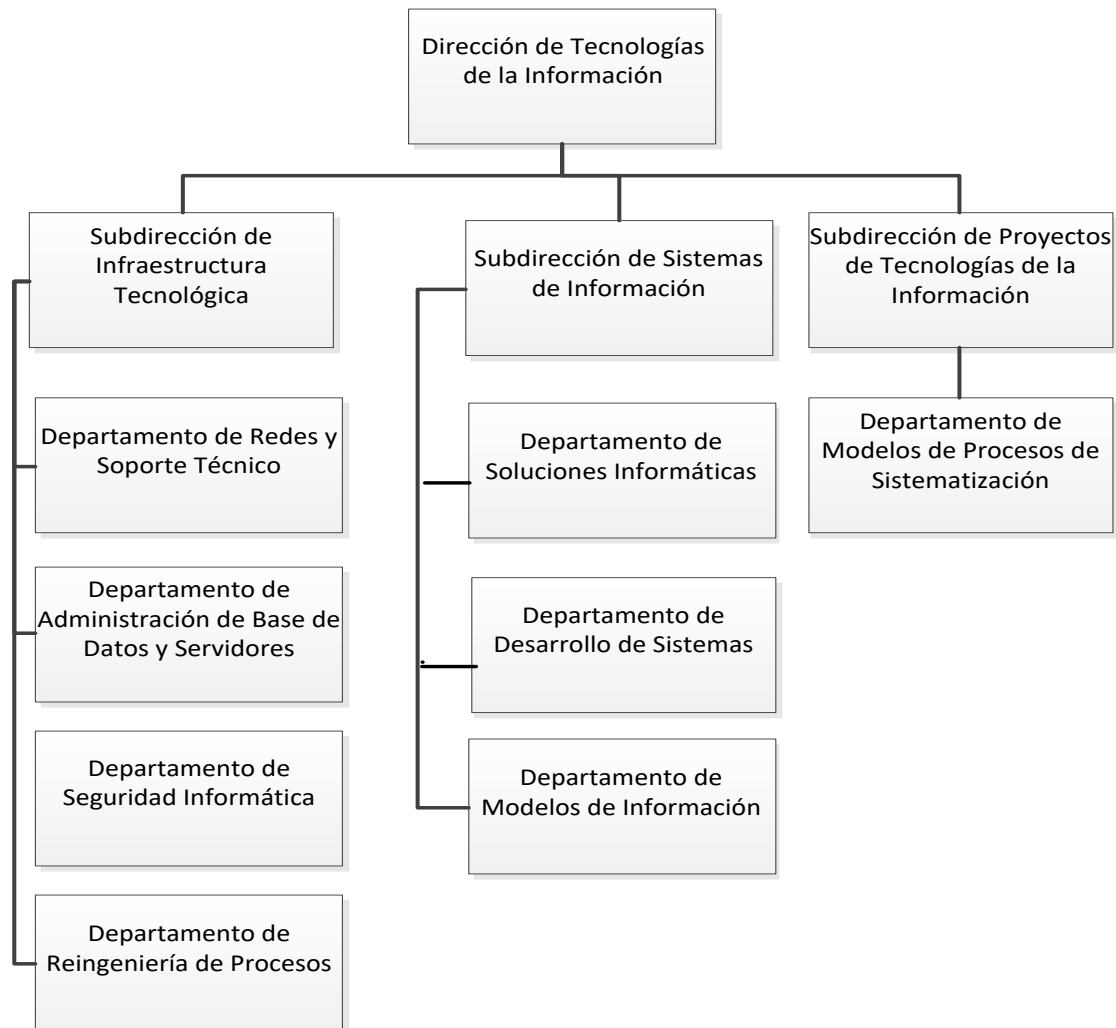 Dirección de Tecnologías
de la Información
Subdirección de
Infraestructura
Tecnológica
Subdirección de Sistemas
de Información
Subdirección de Proyectos
de Tecnologías de la
Información
Departamento de Redes y
Soporte Técnico
Departamento de
Soluciones Informáticas
Departamento de
Modelos de Procesos de
Sistematización
Departamento de
Administración de Base de
Datos y Servidores
Departamento de
Desarrollo de Sistemas
Departamento de
Seguridad Informática
Departamento de
Modelos de Información
Departamento de
Reingeniería de Procesos